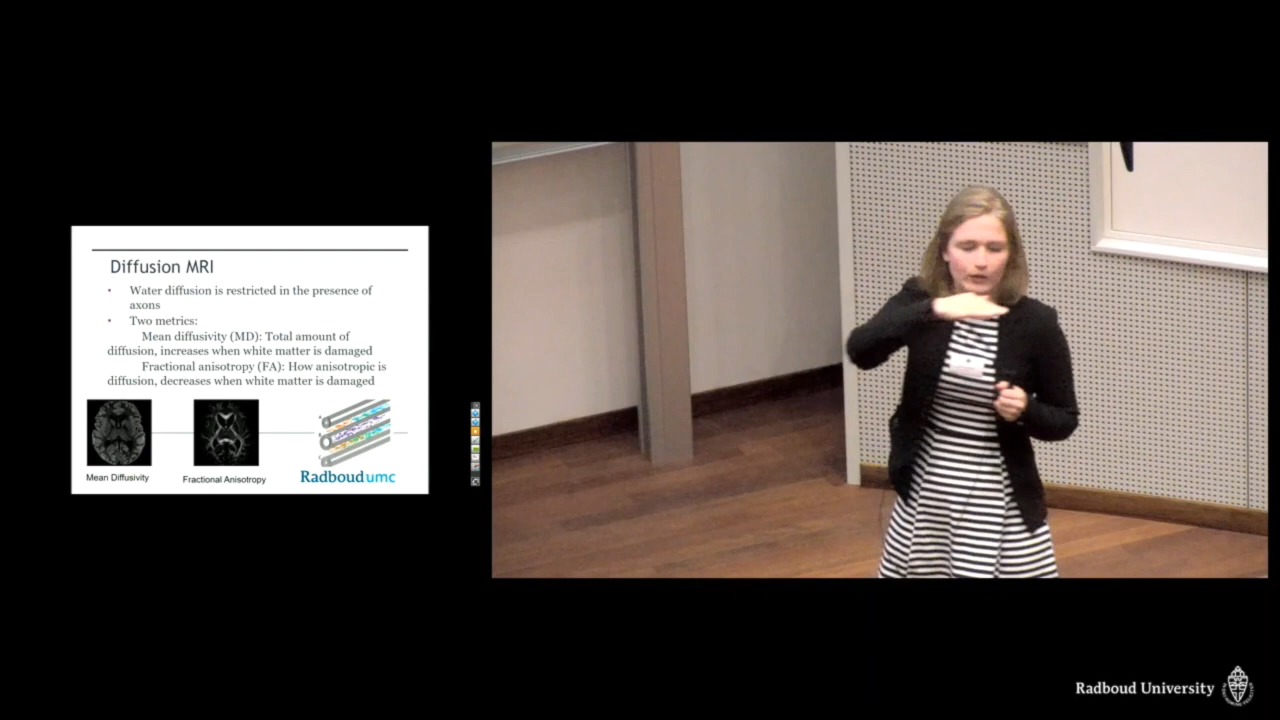 Diffusion MRI
• Water diffusion is restricted in the presence of
axons
• Two metrics:
Mean diffusivity (MD): Total amount of
diffusion, increases when white matter is damaged
Fractional anisotropy (FA): How anisotropic is
diffusion, decreases when white matter is damaged
Mean Diffusivity
Fractional Anisotropy
Radboudumc
Radboud University